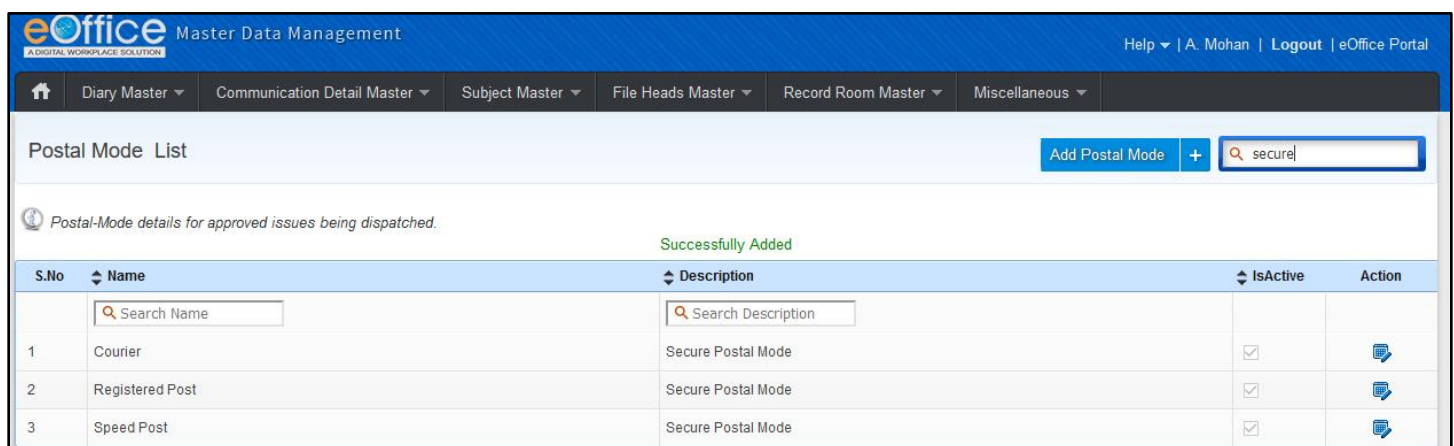 eOffice Master Data Management
A DIGITAL WORKPLACE SOLUTION
Help | A. Mohan | Logout | eOffice Portal
Diary Master Communication Detail Master Subject Master File Heads Master Record Room Master Miscellaneous
Postal Mode List Add Postal Mode + secure
Postal-Mode details for approved issues being dispatched.
Successfully Added
S.No Name Description IsActive Action
Search Name Search Description
1 Courier Secure Postal Mode
2 Registered Post Secure Postal Mode
3 Speed Post Secure Postal Mode